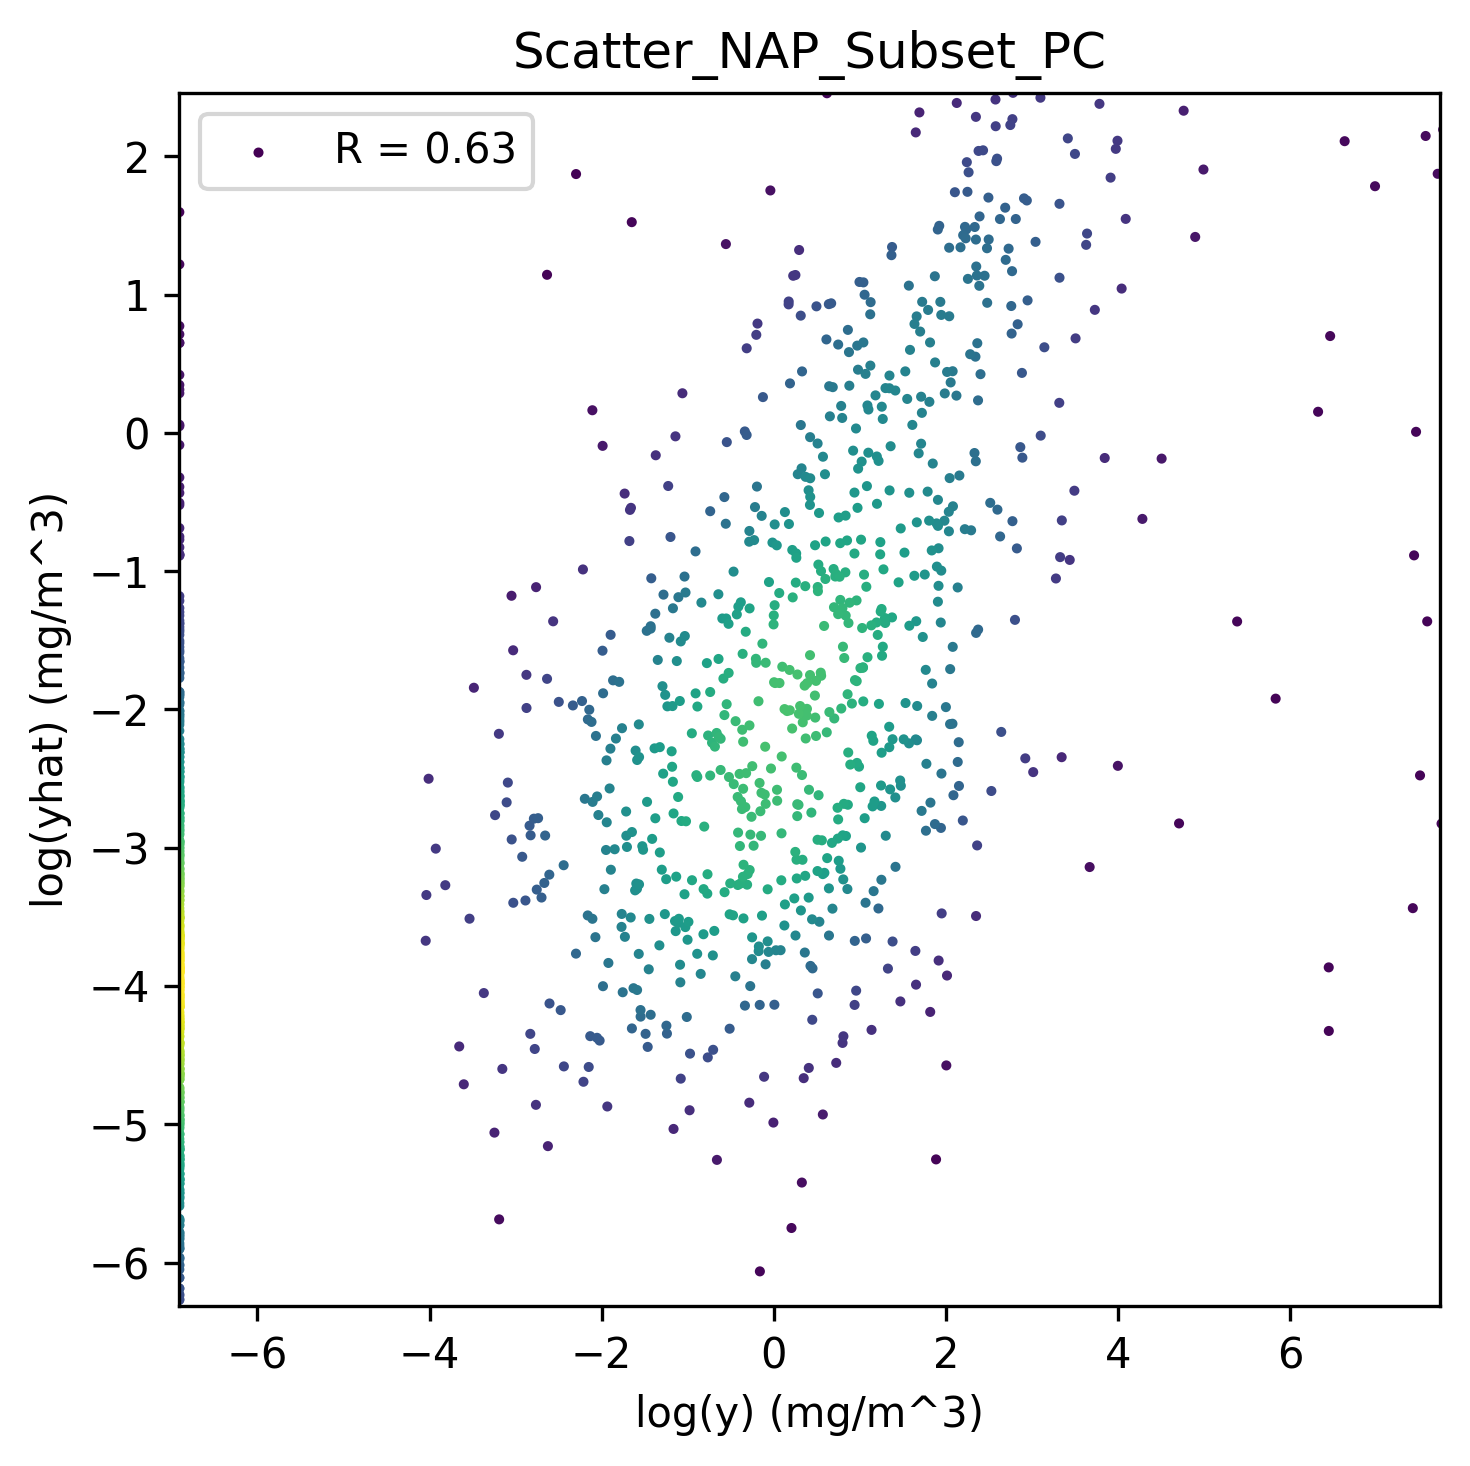 Scatter_NAP_Subset_PC
R = 0.63
2
1
0
−1
−2
−3
−4
−5
−6
log(yhat) (mg/m^3)
−6 −4 −2 0 2 4 6
log(y) (mg/m^3)